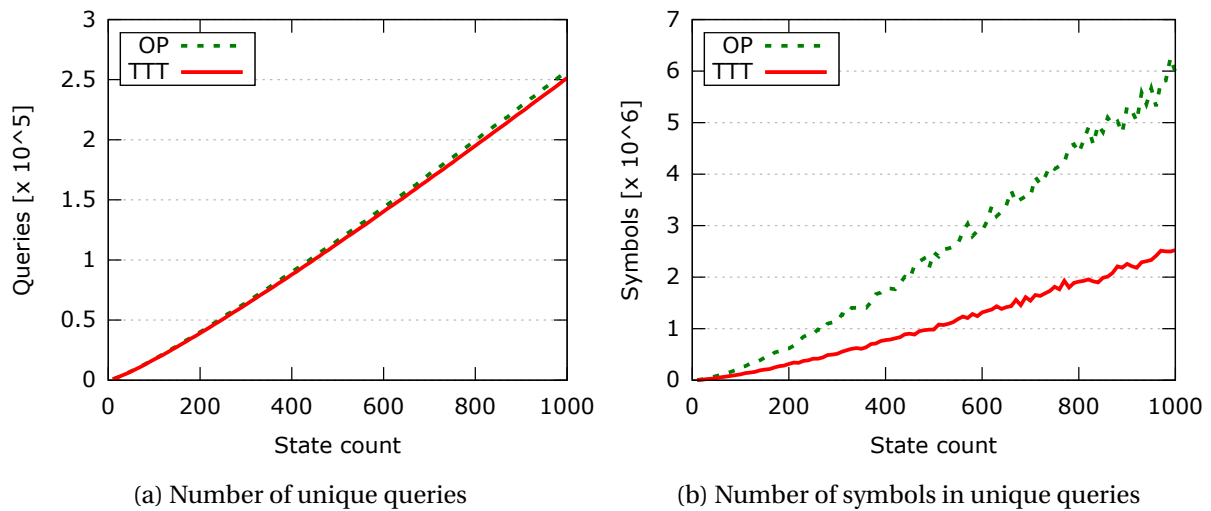 3
2.5
2
1.5
1
0.5
0
Queries [x 10^5]
OP
TTT
0 200 400 600 800 1000
State count
(a) Number of unique queries
7
6
5
4
3
2
1
0
Symbols [x 10^6]
OP
TTT
0 200 400 600 800 1000
State count
(b) Number of symbols in unique queries